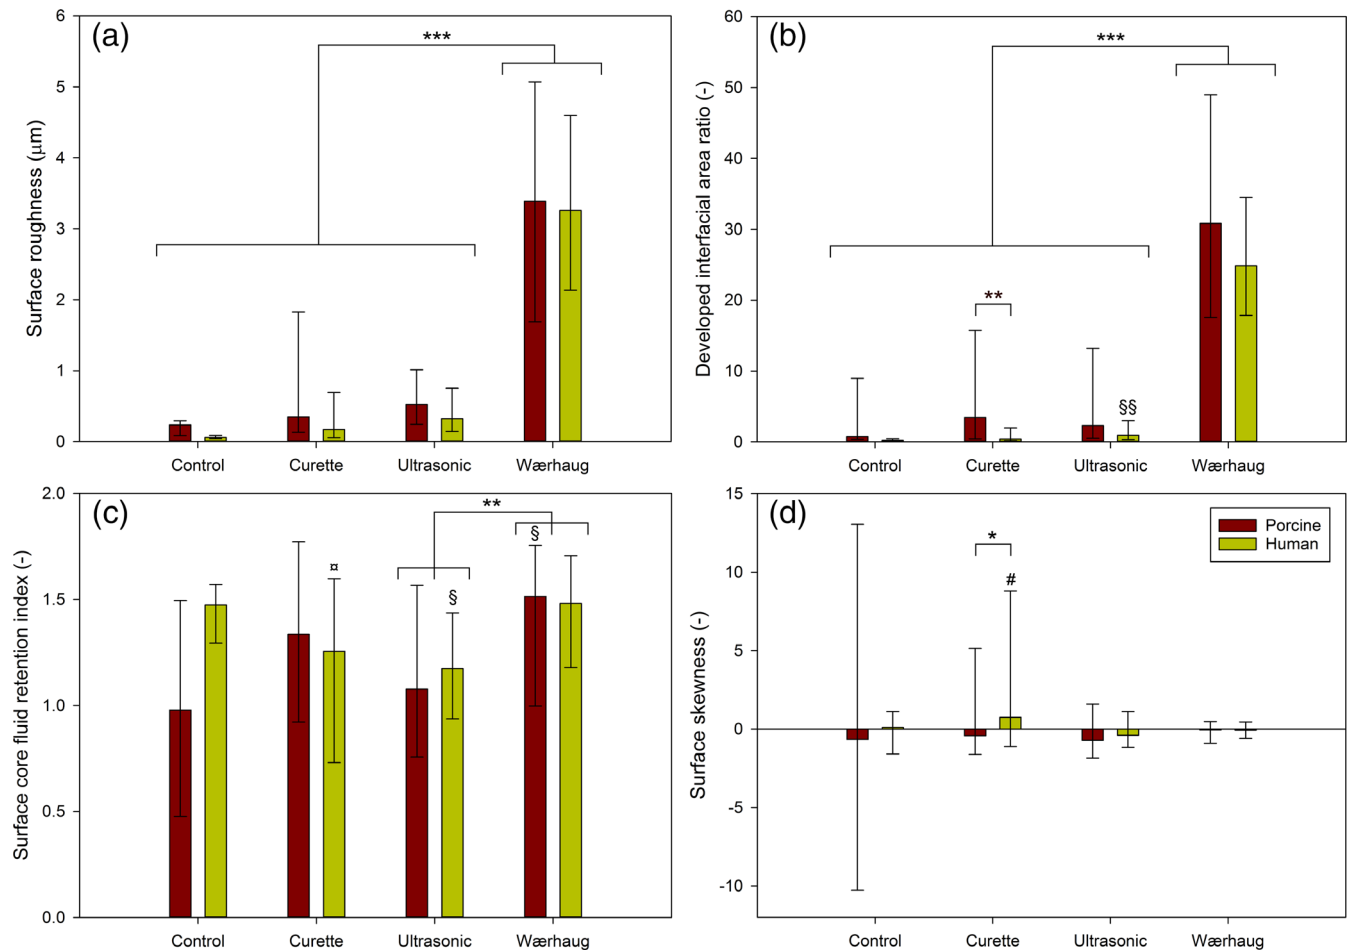 (a)
***
Surface roughness (μm)
6
5
4
3
2
1
0
Control Curette Ultrasonic Wærhaug
(b)
***
**
§§
Developed interfacial area ratio (-)
60
50
40
30
20
10
0
Control Curette Ultrasonic Wærhaug
(c)
**
§
¤
§
Surface core fluid retention index (-)
2.0
1.5
1.0
0.5
0.0
Control Curette Ultrasonic Wærhaug
(d)
Porcine
Human
*
#
Surface skewness (-)
15
10
5
0
-5
-10
Control Curette Ultrasonic Wærhaug